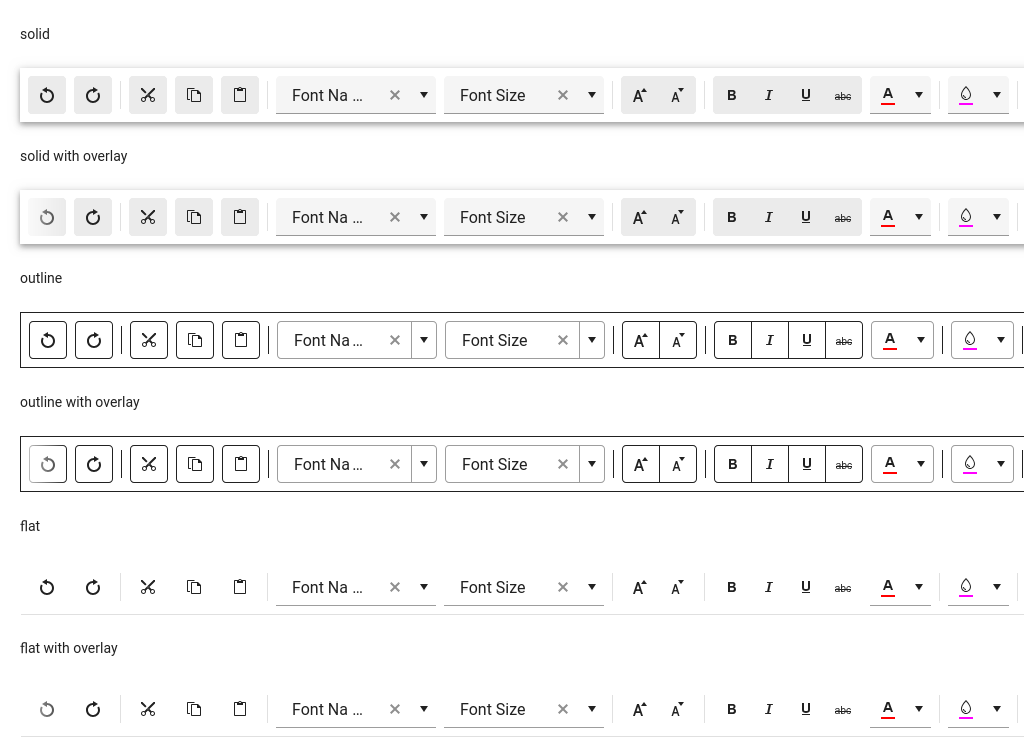 solid
Font Na ... Font Size A A B I U abc A
solid with overlay
Font Na ... Font Size A A B I U abc A
outline
Font Na ... Font Size A A B I U abc A
outline with overlay
Font Na ... Font Size A A B I U abc A
flat
Font Na ... Font Size A A B I U abc A
flat with overlay
Font Na ... Font Size A A B I U abc A